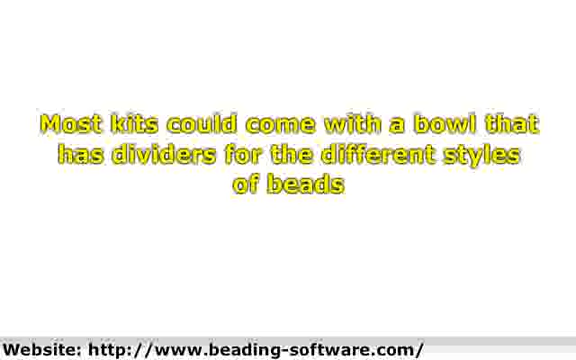 Most kits could come with a bowl that
has dividers for the different styles
of beads
Website: http://www.beading-software.com/